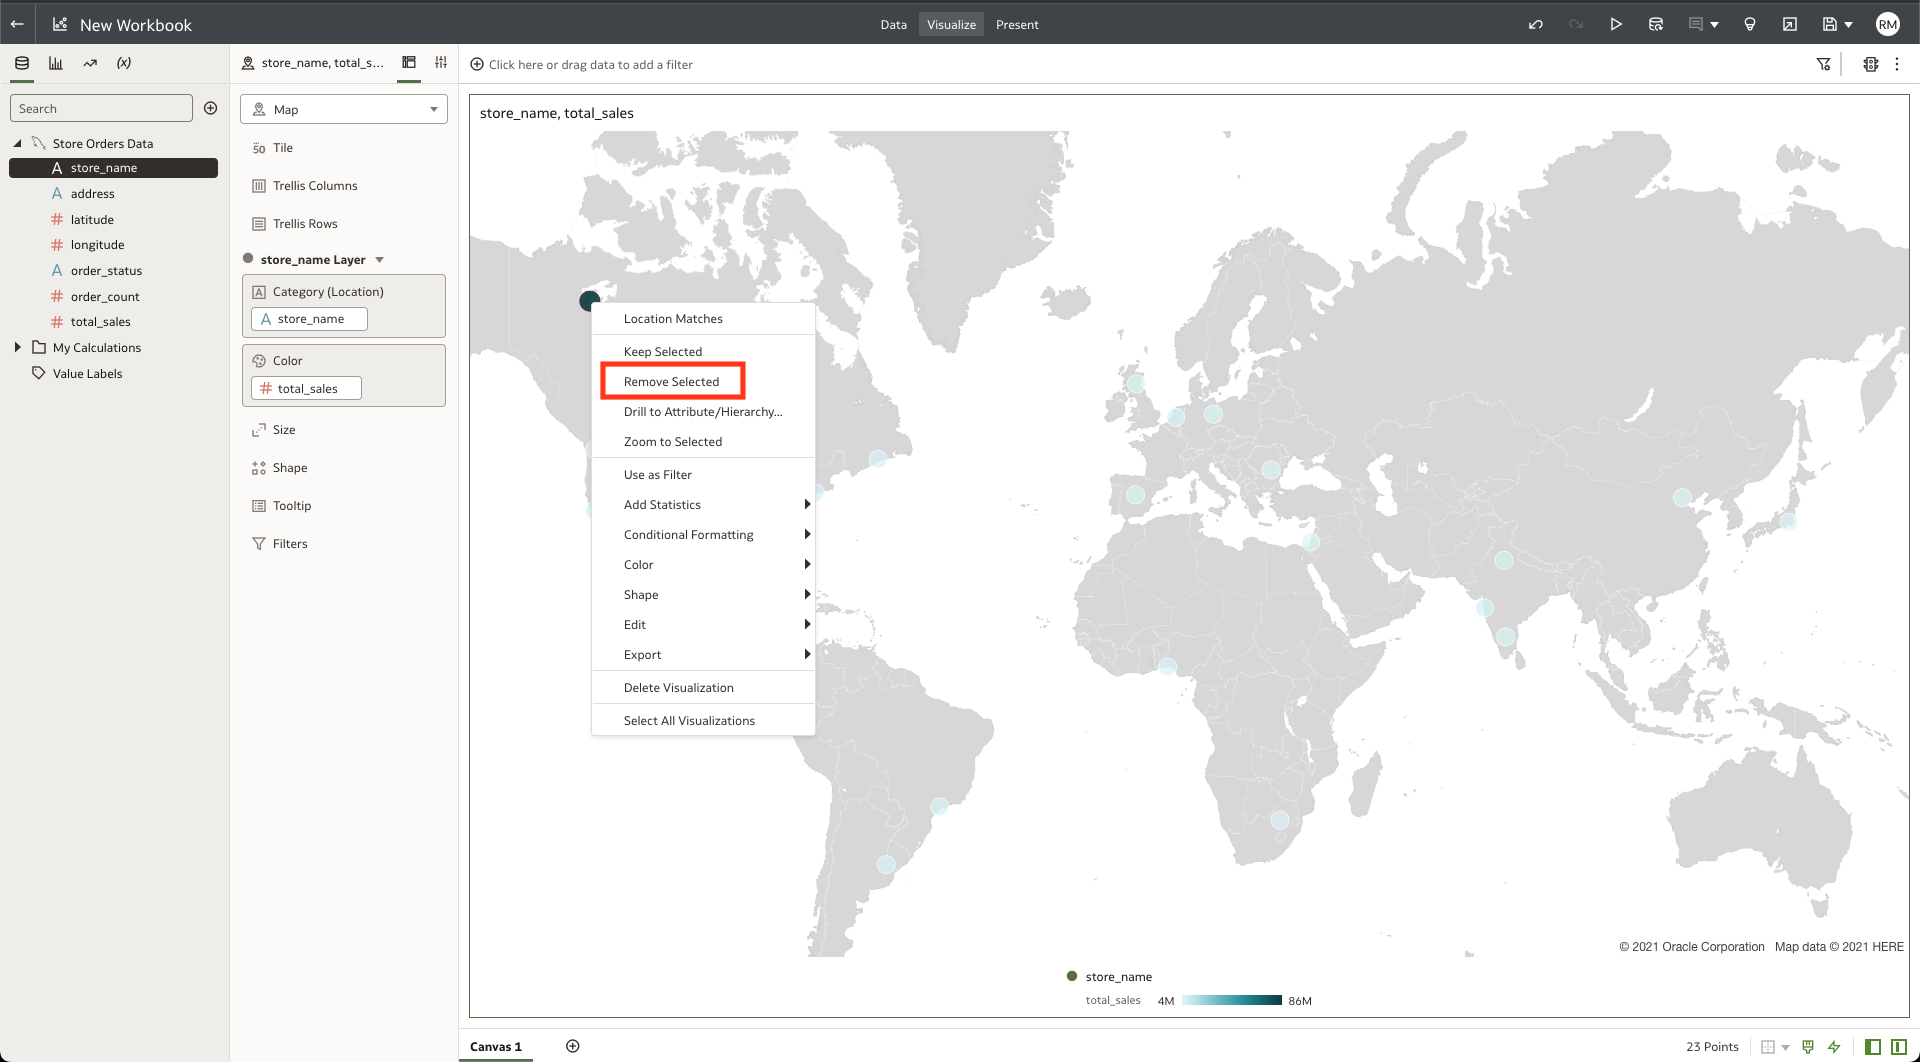 New Workbook
Data
Visualize
Present
RM
(x)
store_name, total_s...
Click here or drag data to add a filter
Search
Map
store_name, total_sales
Store Orders Data
store_name
address
latitude
longitude
order_status
order_count
total_sales
My Calculations
Value Labels
50 Tile
Trellis Columns
Trellis Rows
store_name Layer
A Category (Location)
A store_name
Color
# total_sales
Size
Shape
Tooltip
Filters
Location Matches
Keep Selected
Remove Selected
Drill to Attribute/Hierarchy...
Zoom to Selected
Use as Filter
Add Statistics
Conditional Formatting
Color
Shape
Edit
Export
Delete Visualization
Select All Visualizations
© 2021 Oracle Corporation Map data © 2021 HERE
store_name
total_sales 4M 86M
Canvas 1
23 Points